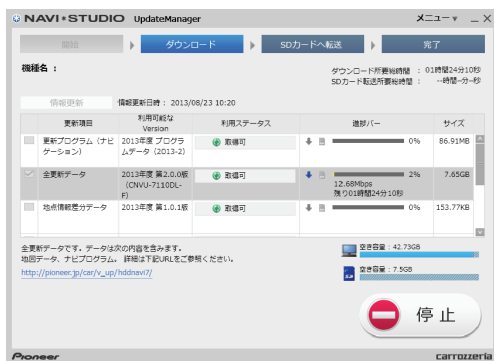 NAVI*STUDIO UpdateManager
メニュー ▼ _ ×
開始
ダウンロード
SDカードへ転送
完了
機種名 :
ダウンロード所要総時間 : 01時間24分10秒
SDカード転送所要総時間 : --時間--分--秒
情報更新
情報更新日時 : 2013/08/23 10:20
更新項目
利用可能な
Version
利用ステータス
進捗バー
サイズ
更新プログラム（ナビ
ゲーション）
2013年度 プログラ
ムデータ（2013-2）
取得可
0%
86.91MB
全更新データ
2013年度 第2.0.0版
（CNVU-7110DL-
F）
取得可
2%
12.68Mbps
残り01時間24分10秒
7.65GB
地点情報差分データ
2013年度 第1.0.1版
取得可
0%
153.77KB
全更新データです。データは次の内容を含みます。
地図データ、ナビプログラム。 詳細は下記URLをご参照ください。
http://pioneer.jp/car/v_up/hddnavi7/
空き容量 : 42.73GB
空き容量 : 7.5GB
停止
Pioneer
carrozzeria